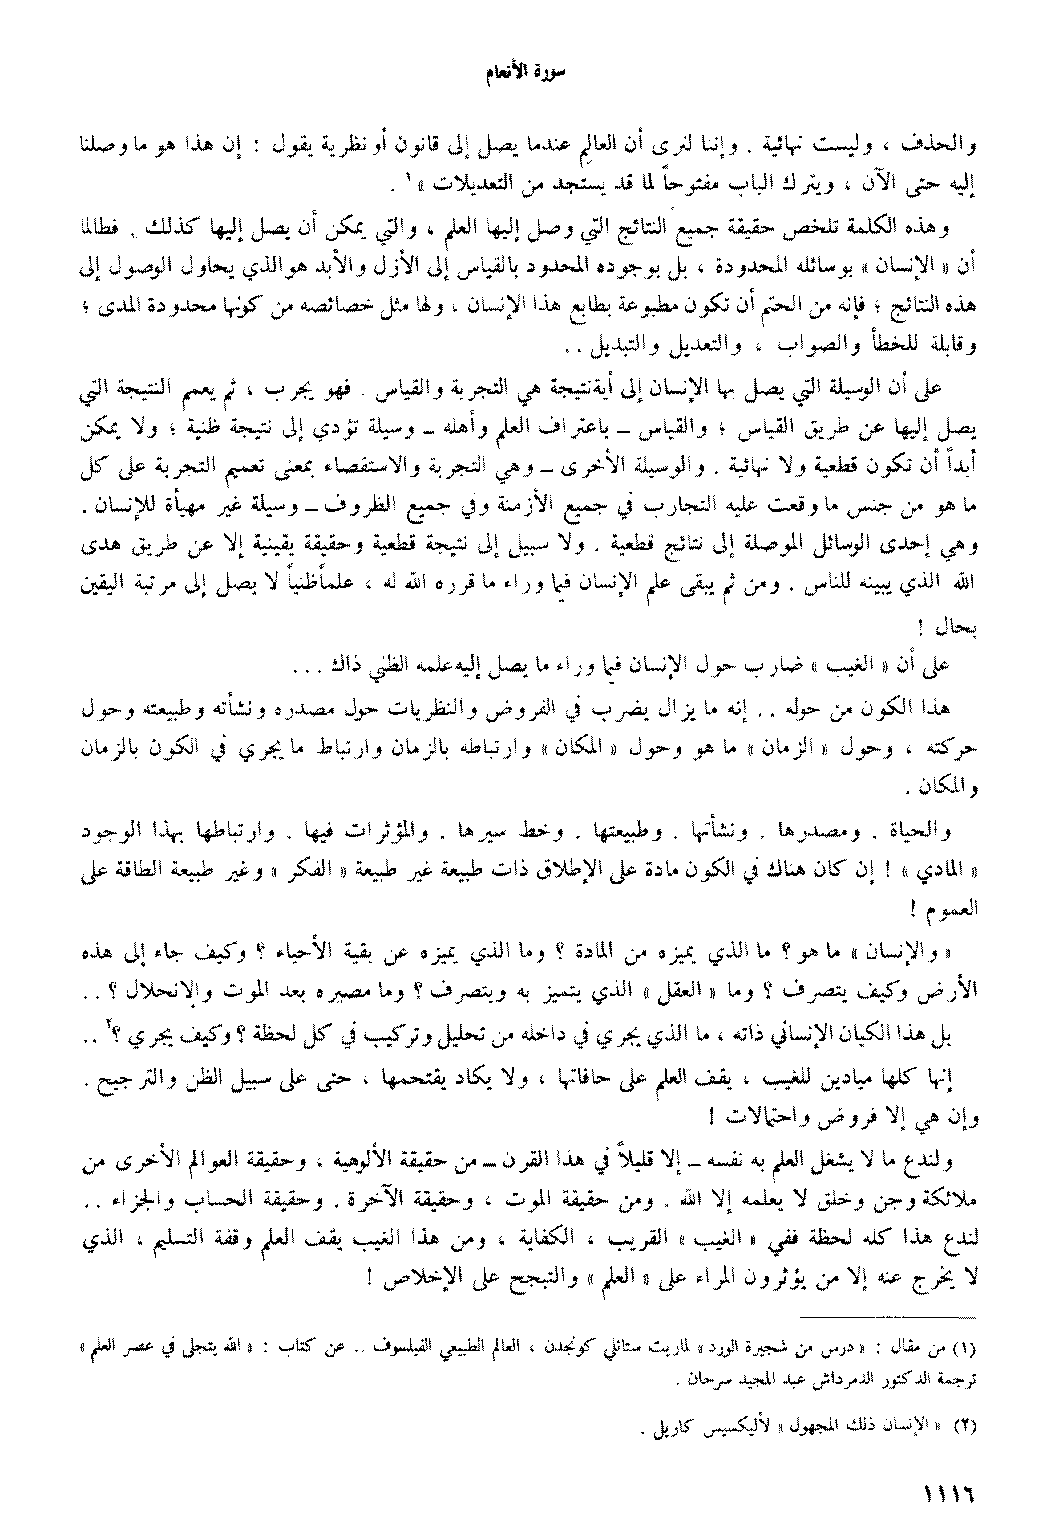 سورة الأنعام
والحذف ، وليست نهائية . وإننا لنرى أن العالِم عندما يصل إلى قانون أو نظرية يقول : إن هذا هو ما وصلنا
إليه حتى الآن ، ويترك الباب مفتوحاً لما قد يستجد من التعديلات » ١ .
وهذه الكلمة تلخص حقيقة جميع النتائج التي وصل إليها العلم ، والتي يمكن أن يصل إليها كذلك . فطالما
أن « الإنسان » بوسائله المحدودة ، بل بوجوده المحدود بالقياس إلى الأزل والأبد هو الذي يحاول الوصول إلى
هذه النتائج ؛ فإنه من الحتم أن تكون مطبوعة بطابع هذا الإنسان ، ولها مثل خصائصه من كونها محدودة المدى ؛
وقابلة للخطأ والصواب ، والتعديل والتبديل ..
على أن الوسيلة التي يصل بها الإنسان إلى أية نتيجة هي التجربة والقياس . فهو يجرب ، ثم يعمم النتيجة التي
يصل إليها عن طريق القياس ؛ والقياس – باعتراف العلم وأهله – وسيلة تؤدي إلى نتيجة ظنية ؛ ولا يمكن
أبداً أن تكون قطعية ولا نهائية . والوسيلة الأخرى – وهي التجربة والاستقصاء بمعنى تعميم التجربة على كل
ما هو من جنس ما وقعت عليه التجارب في جميع الأزمنة وفي جميع الظروف – وسيلة غير مهيأة للإنسان .
وهي إحدى الوسائل الموصلة إلى نتائج قطعية . ولا سبيل إلى نتيجة قطعية وحقيقة يقينية إلا عن طريق هدى
الله الذي يبينه للناس . ومن ثم يبقى علم الإنسان فيما وراء ما قرره الله له ، علماً ظنياً لا يصل إلى مرتبة اليقين
بحال !
على أن « الغيب » ضارب حول الإنسان فيما وراء ما يصل إليه علمه الظني ذاك ...
هذا الكون من حوله .. إنه ما يزال يضرب في الفروض والنظريات حول مصدره ونشأته وطبيعته وحول
حركته ، وحول « الزمان » ما هو وحول « المكان » وارتباطه بالزمان وارتباط ما يجري في الكون بالزمان
والمكان .
والحياة . ومصدرها . ونشأتها . وطبيعتها . وخط سيرها . والمؤثرات فيها . وارتباطها بهذا الوجود
« المادي » ! إن كان هناك في الكون مادة على الإطلاق ذات طبيعة غير طبيعة « الفكر » وغير طبيعة الطاقة على
العموم !
« والإنسان » ما هو ؟ ما الذي يميزه من المادة ؟ وما الذي يميزه عن بقية الأحياء ؟ وكيف جاء إلى هذه
الأرض وكيف يتصرف ؟ وما « العقل » الذي يتميز به ويتصرف ؟ وما مصيره بعد الموت والإنحلال ؟ ..
بل هذا الكيان الإنساني ذاته ، ما الذي يجري في داخله من تحليل وتركيب في كل لحظة ؟ وكيف يجري ؟٢ ..
إنها كلها ميادين للغيب ، يقف العلم على حافاتها ، ولا يكاد يقتحمها ، حتى على سبيل الظن والترجيح .
وإن هي إلا فروض واحتمالات !
ولندع ما لا يشغل العلم به نفسه – إلا قليلاً في هذا القرن – من حقيقة الألوهية ، وحقيقة العوالم الأخرى من
ملائكة وجن وخلق لا يعلمه إلا الله . ومن حقيقة الموت ، وحقيقة الآخرة . وحقيقة الحساب والجزاء ..
لندع هذا كله لحظة ففي « الغيب » القريب ، الكفاية ، ومن هذا الغيب يقف العلم وقفة التسليم ، الذي
لا يخرج عنه إلا من يؤثرون المراء على « العلم » والتبجح على الإخلاص !
(١) من مقال : « درس من شجيرة الورد » لماريت ستانلي كونجدن ، العالم الطبيعي الفيلسوف .. عن كتاب : « الله يتجلى في عصر العلم »
ترجمة الدكتور الدمرداش عبد المجيد سرحان .
(٢) « الإنسان ذلك المجهول » لأليكسيس كاريل .
١١١٦